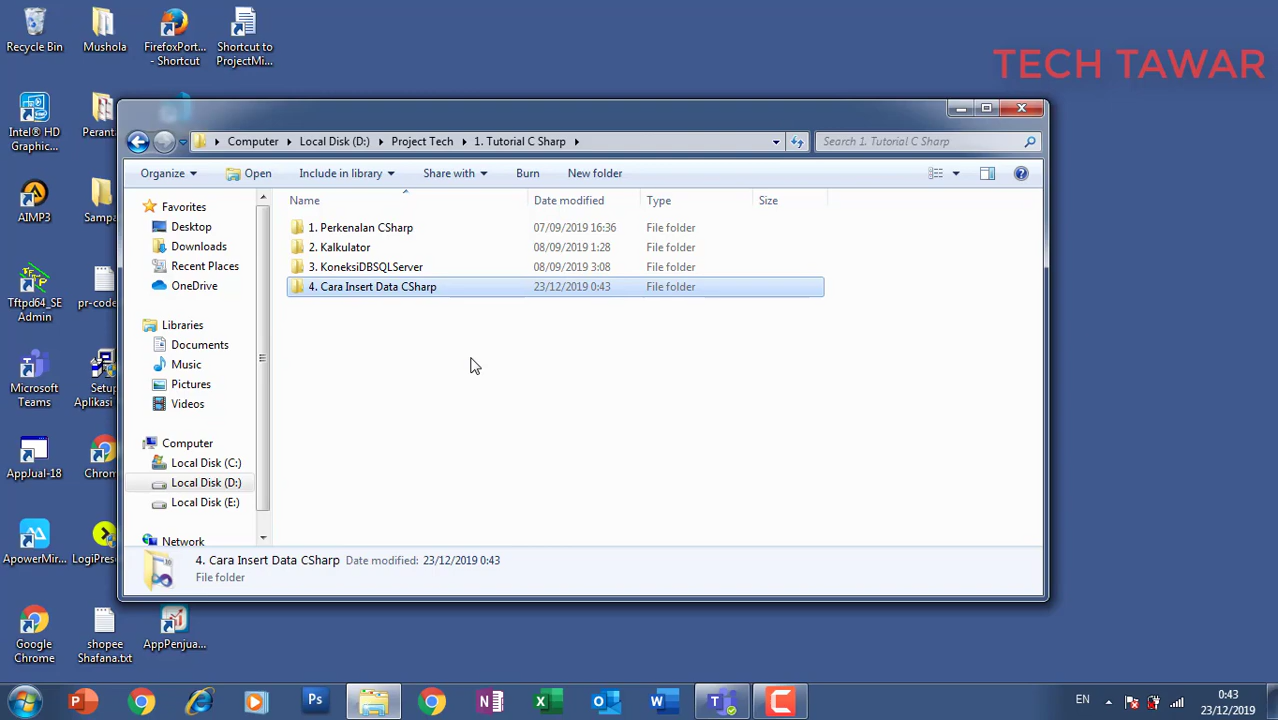 Recycle Bin
Mushola
FirefoxPort...
- Shortcut
Shortcut to
ProjectMi...
TECH TAWAR
Intel® HD
Graphic...
Peranta
AIMP3
Sampa
Tftpd64_SE
Admin
pr-code
Microsoft
Teams
Setup
Aplikasi
AppJual-18
Chrom
ApowerMir...
LogiPres
Google
Chrome
shopee
Shafana.txt
AppPenjua...
Computer
Local Disk (D:)
Project Tech
1. Tutorial C Sharp
Search 1. Tutorial C Sharp
Organize
Open
Include in library
Share with
Burn
New folder
Favorites
Desktop
Downloads
Recent Places
OneDrive
Libraries
Documents
Music
Pictures
Videos
Computer
Local Disk (C:)
Local Disk (D:)
Local Disk (E:)
Network
Name Date modified Type Size
1. Perkenalan CSharp 07/09/2019 16:36 File folder
2. Kalkulator 08/09/2019 1:28 File folder
3. KoneksiDBSQLServer 08/09/2019 3:08 File folder
4. Cara Insert Data CSharp 23/12/2019 0:43 File folder
4. Cara Insert Data CSharp Date modified: 23/12/2019 0:43
File folder
Ps
EN
0:43
23/12/2019